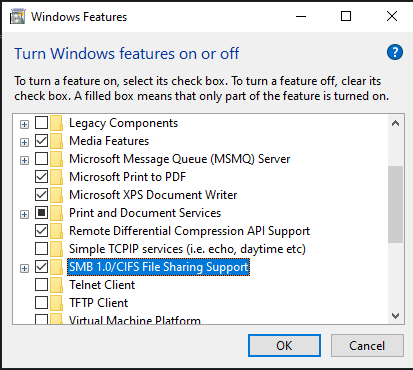 Windows Features
Turn Windows features on or off
To turn a feature on, select its check box. To turn a feature off, clear its
check box. A filled box means that only part of the feature is turned on.
Legacy Components
Media Features
Microsoft Message Queue (MSMQ) Server
Microsoft Print to PDF
Microsoft XPS Document Writer
Print and Document Services
Remote Differential Compression API Support
Simple TCPIP services (i.e. echo, daytime etc)
SMB 1.0/CIFS File Sharing Support
Telnet Client
TFTP Client
Virtual Machine Platform
OK
Cancel